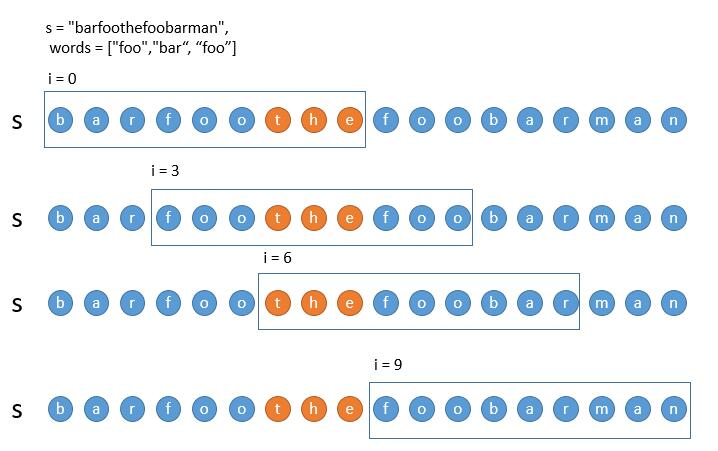 s = "barfoothefoobarman",
words = ["foo","bar“, “foo”]
i = 0
S b a r f o o t h e f o o b a r m a n
i = 3
S b a r f o o t h e f o o b a r m a n
i = 6
S b a r f o o t h e f o o b a r m a n
i = 9
S b a r f o o t h e f o o b a r m a n